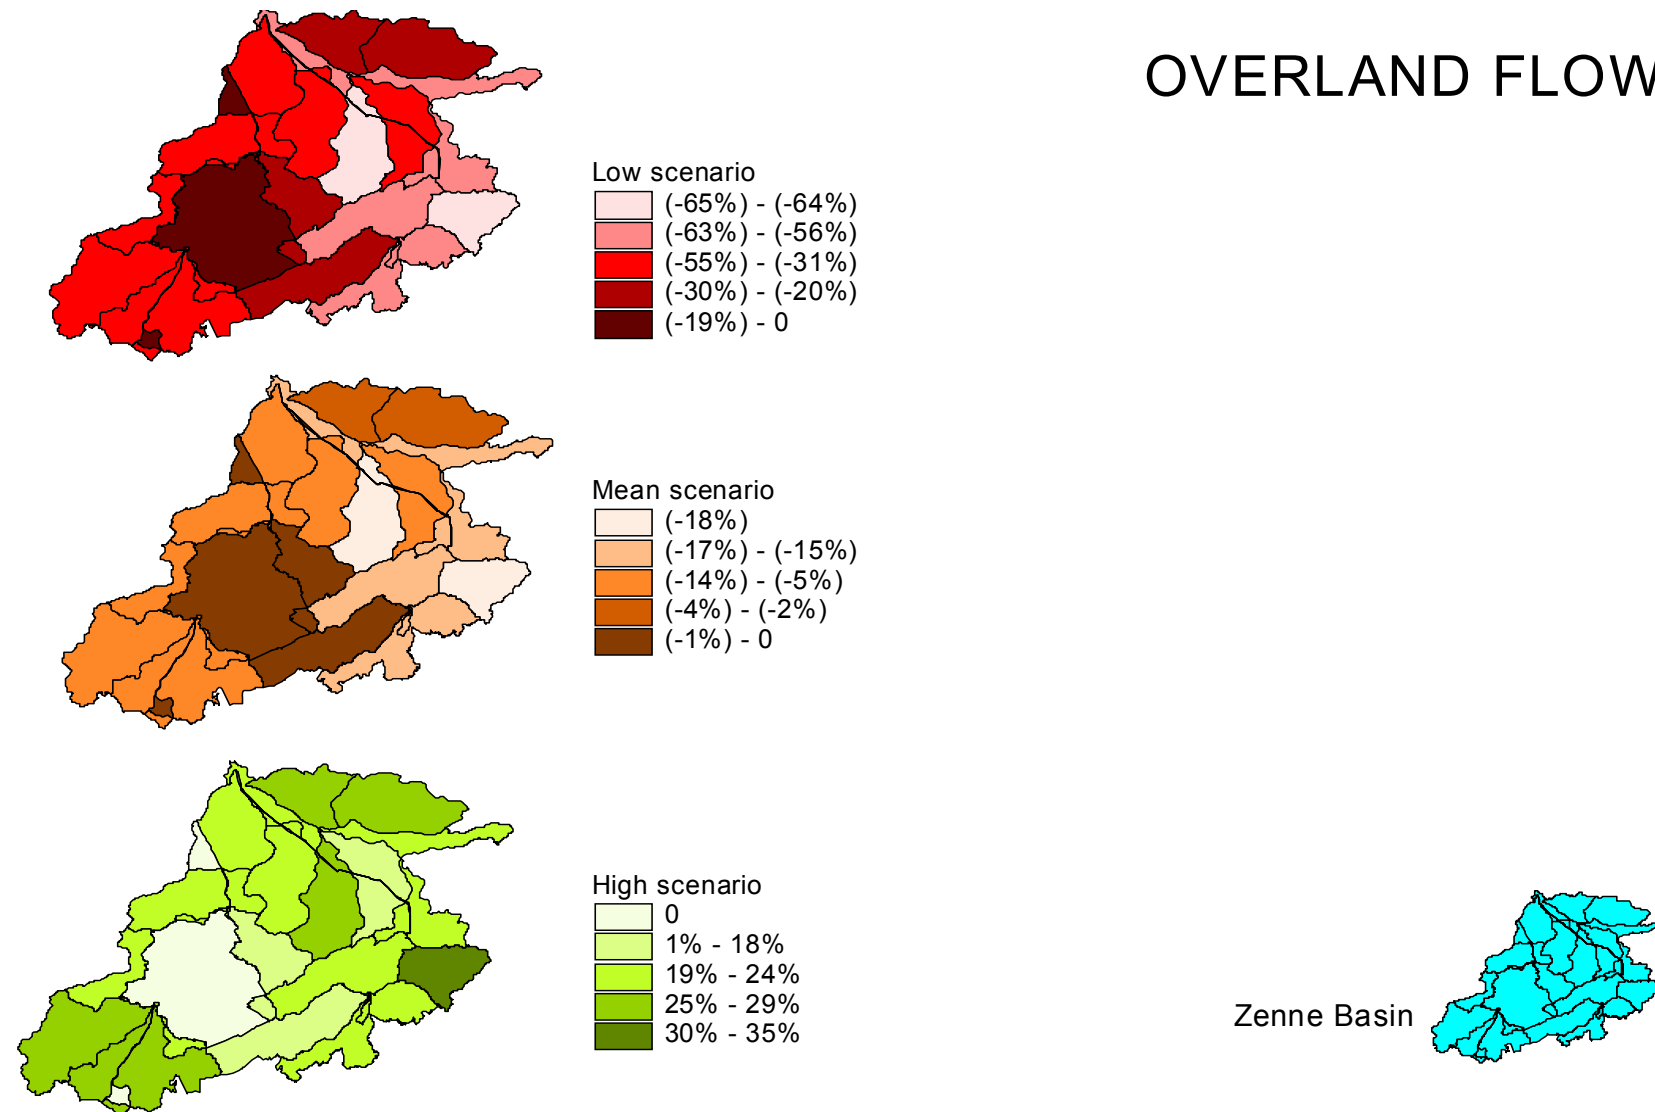 OVERLAND FLOW
Low scenario
(-65%) - (-64%)
(-63%) - (-56%)
(-55%) - (-31%)
(-30%) - (-20%)
(-19%) - 0
Mean scenario
(-18%)
(-17%) - (-15%)
(-14%) - (-5%)
(-4%) - (-2%)
(-1%) - 0
High scenario
0
1% - 18%
19% - 24%
25% - 29%
30% - 35%
Zenne Basin